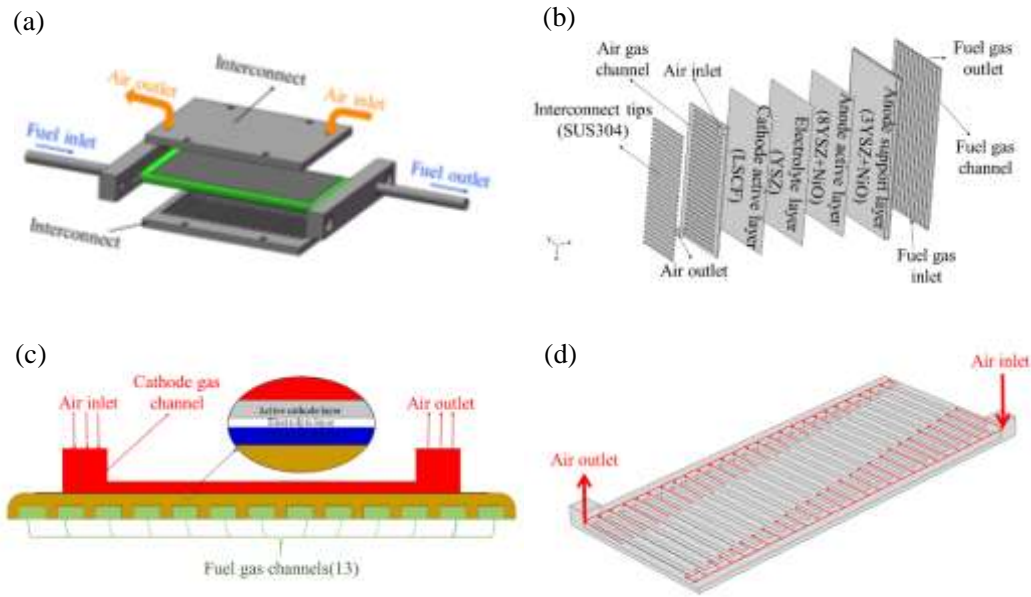 (a)
Interconnect
Air outlet
Air inlet
Fuel inlet
Fuel outlet
Interconnect
(b)
Fuel gas
outlet
Air gas
channel
Air inlet
Interconnect tips
(SUS304)
Cathode active layer
(LSCF)
Electrolyte layer
(YSZ)
Anode active layer
(8YSZ+NiO)
Anode support layer
(3YSZ+NiO)
Fuel gas
channel
Air outlet
Fuel gas
inlet
(c)
Cathode gas
channel
Air inlet
Air outlet
Active cathode layer
Fuel gas channels(13)
(d)
Air inlet
Air outlet